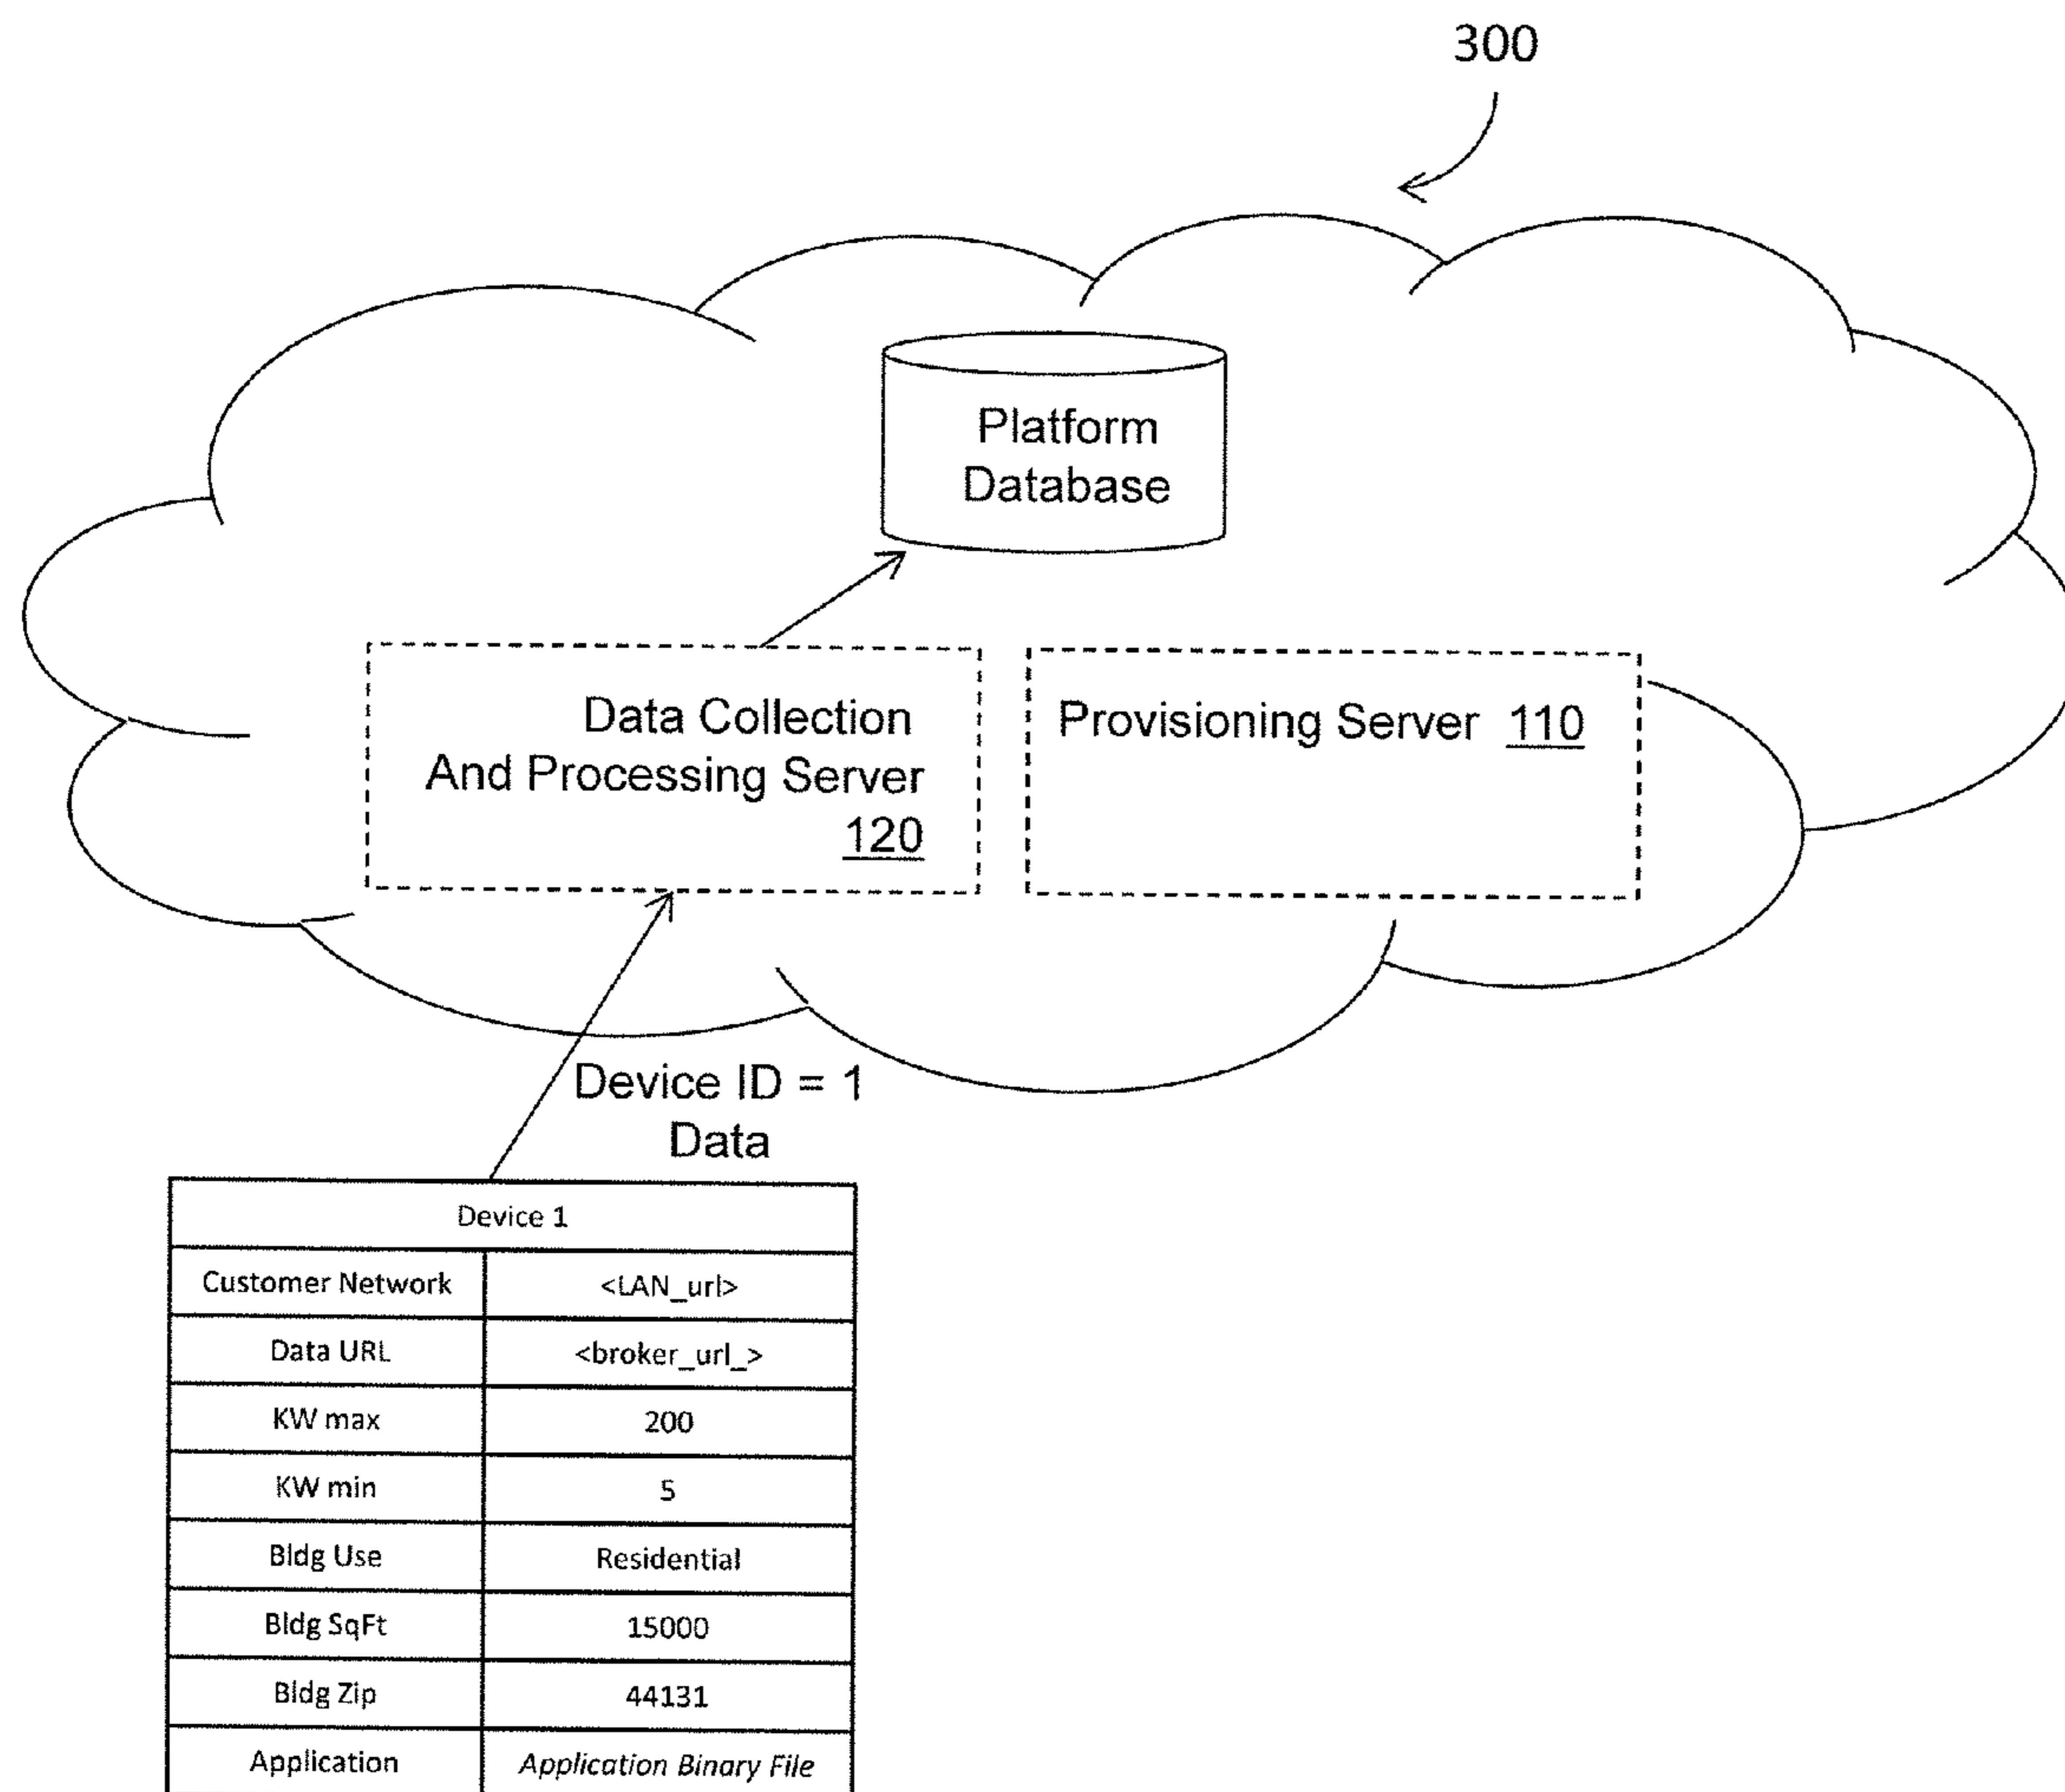 300
Platform
Database
Data Collection
And Processing Server
120
Provisioning Server 110
Device ID = 1
Data
Device 1
Customer Network <LAN_url>
Data URL <broker_url_>
KW max 200
KW min 5
Bldg Use Residential
Bldg SqFt 15000
Bldg Zip 44131
Application Application Binary File